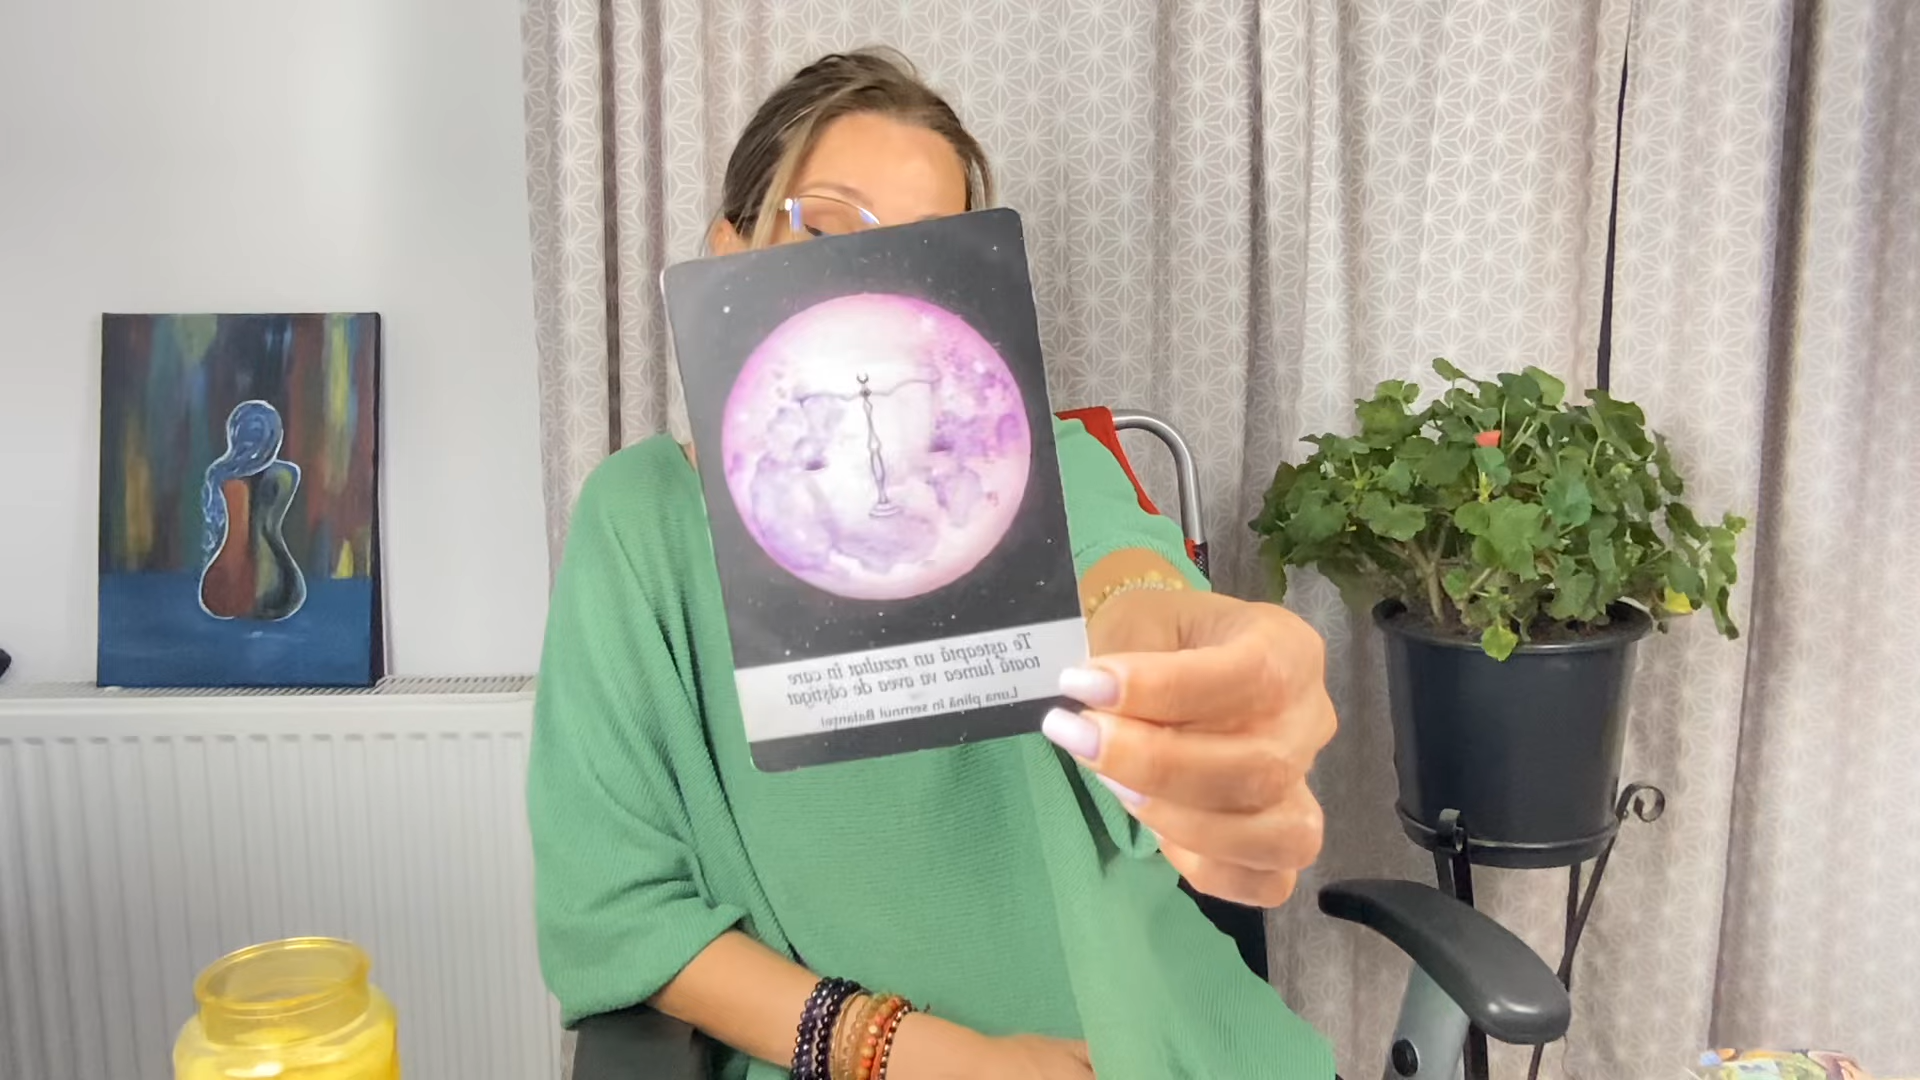 Te așteaptă un rezultat în care
toată lumea va avea de câștigat
Luna plină în semnul Balanței